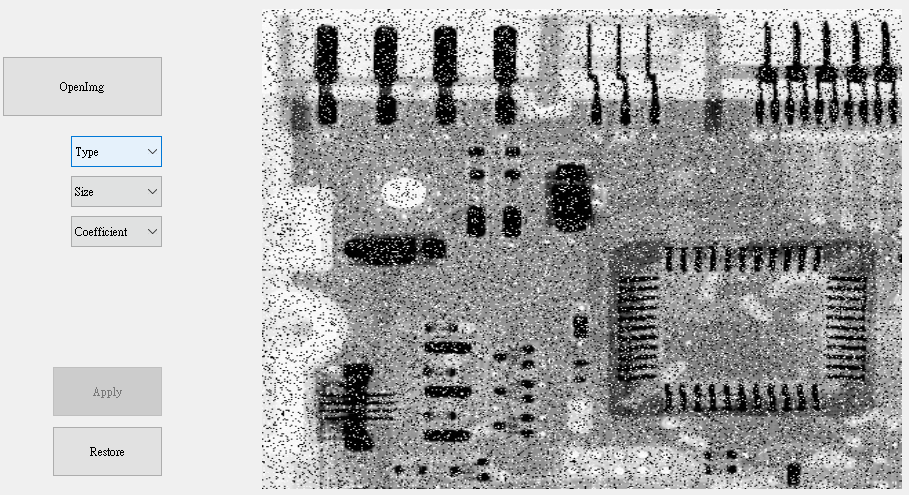 OpenImg
Type
Size
Coefficient
Apply
Restore